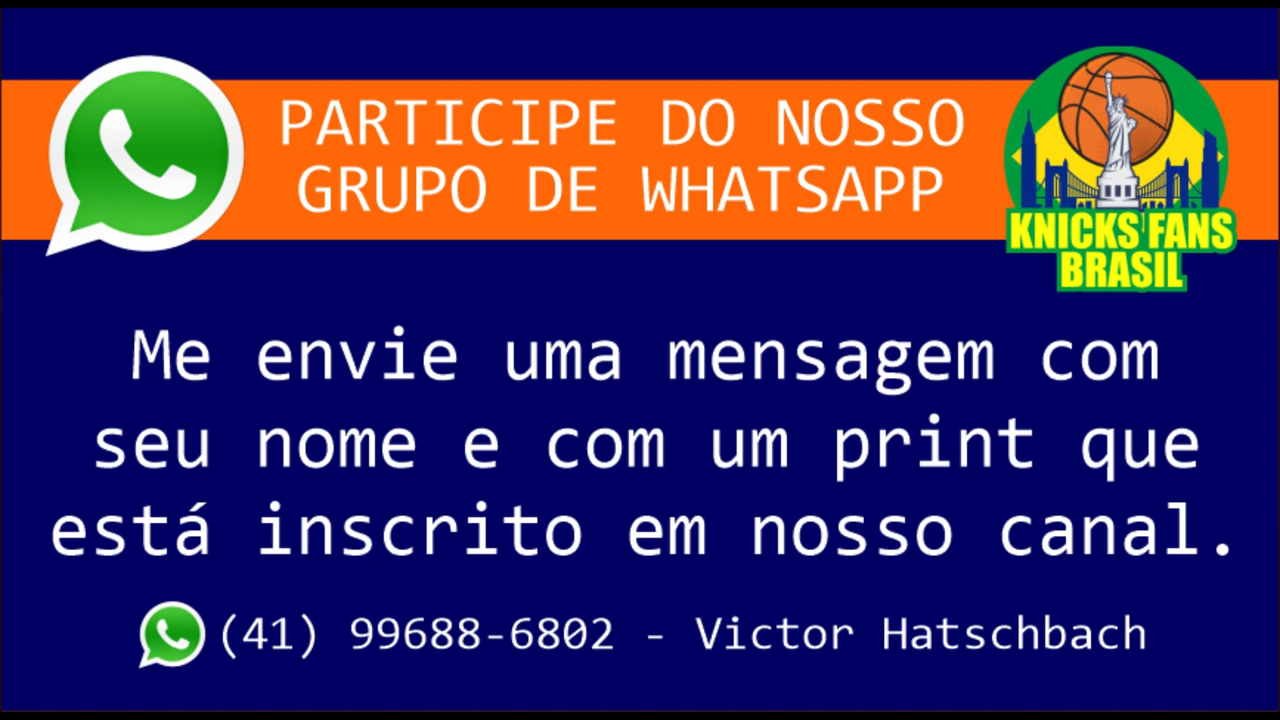 PARTICIPE DO NOSSO
GRUPO DE WHATSAPP
KNICKS FANS
BRASIL
Me envie uma mensagem com
seu nome e com um print que
está inscrito em nosso canal.
(41) 99688-6802 - Victor Hatschbach